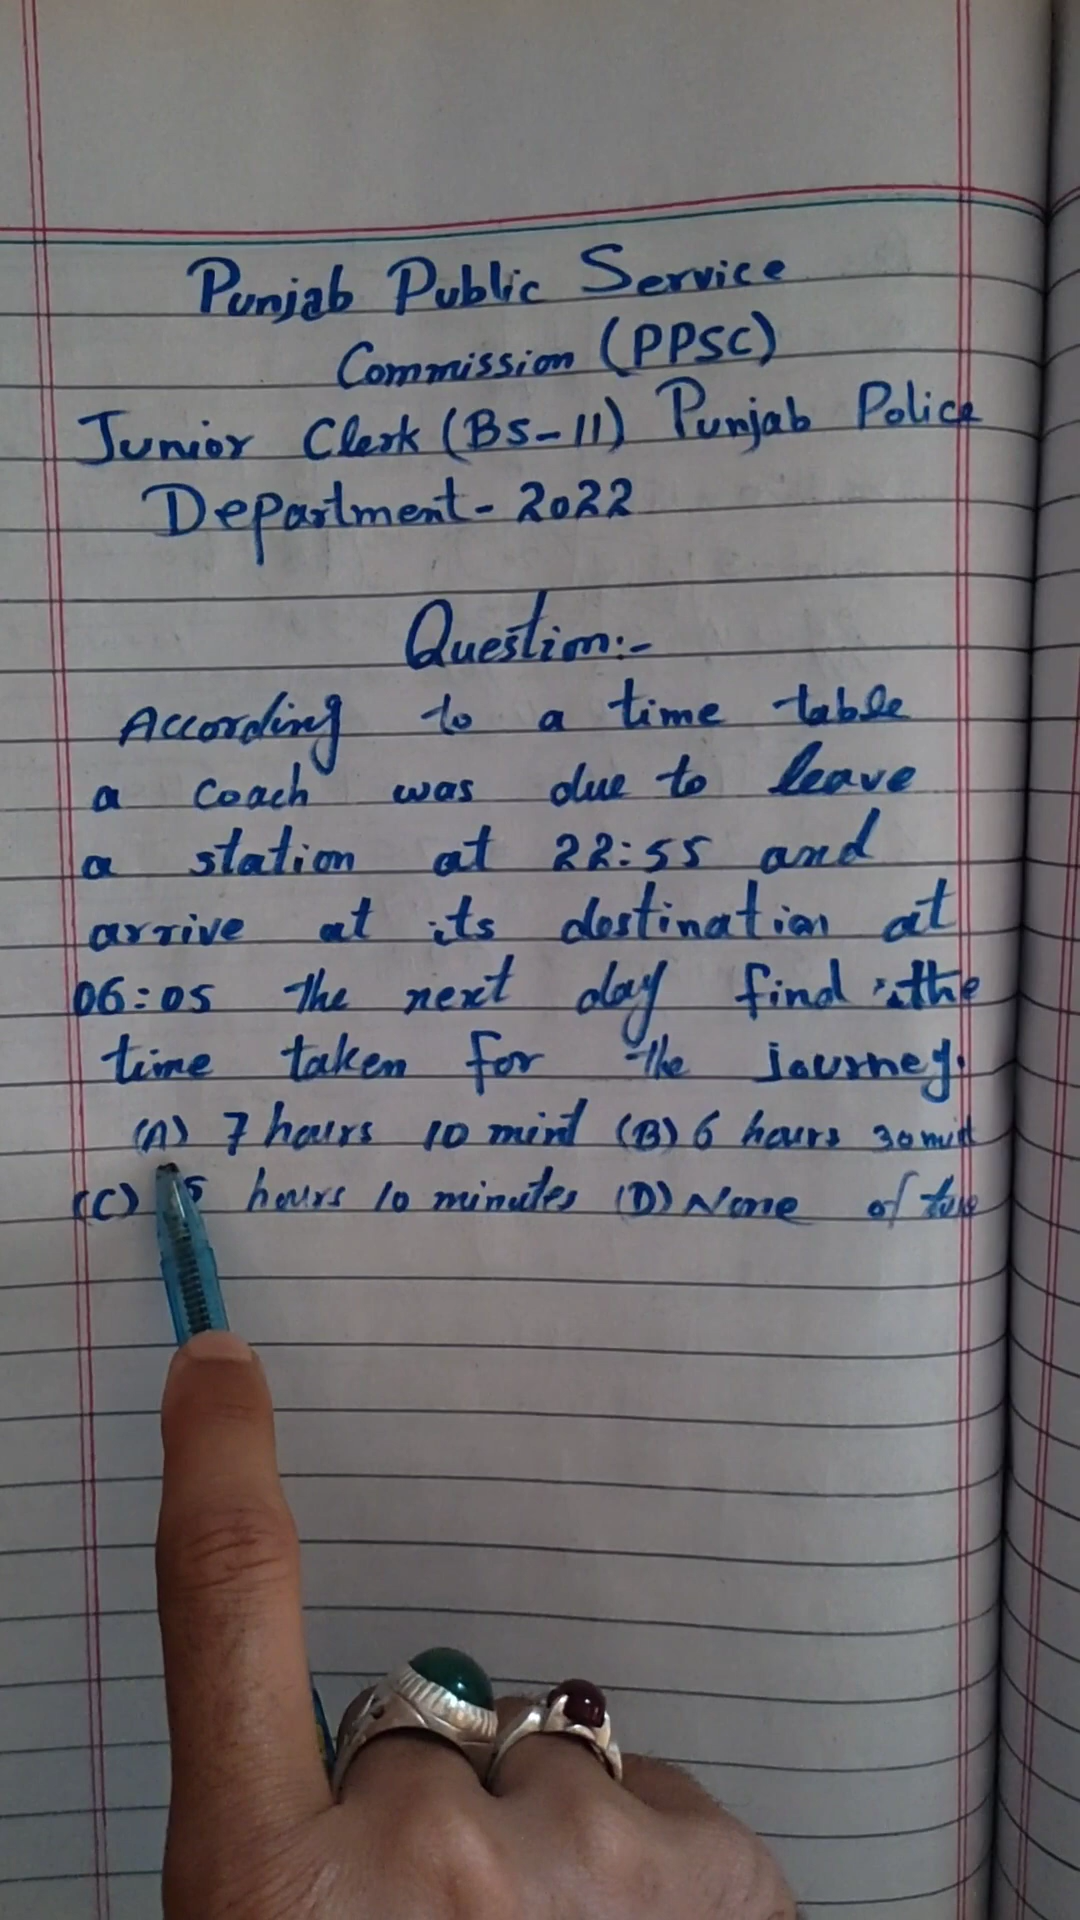 Punjab Public Service
Commission (PPSC)
Junior Clerk (BS-11) Punjab Police
Department - 2022
Question:-
According to a time table
a coach was due to leave
a station at 22:55 and
arrive at its destination at
06:05 the next day find the
time taken for the journey.
(A) 7 hours 10 mint (B) 6 hours 30 mint
(C) 5 hours 10 minutes (D) None of